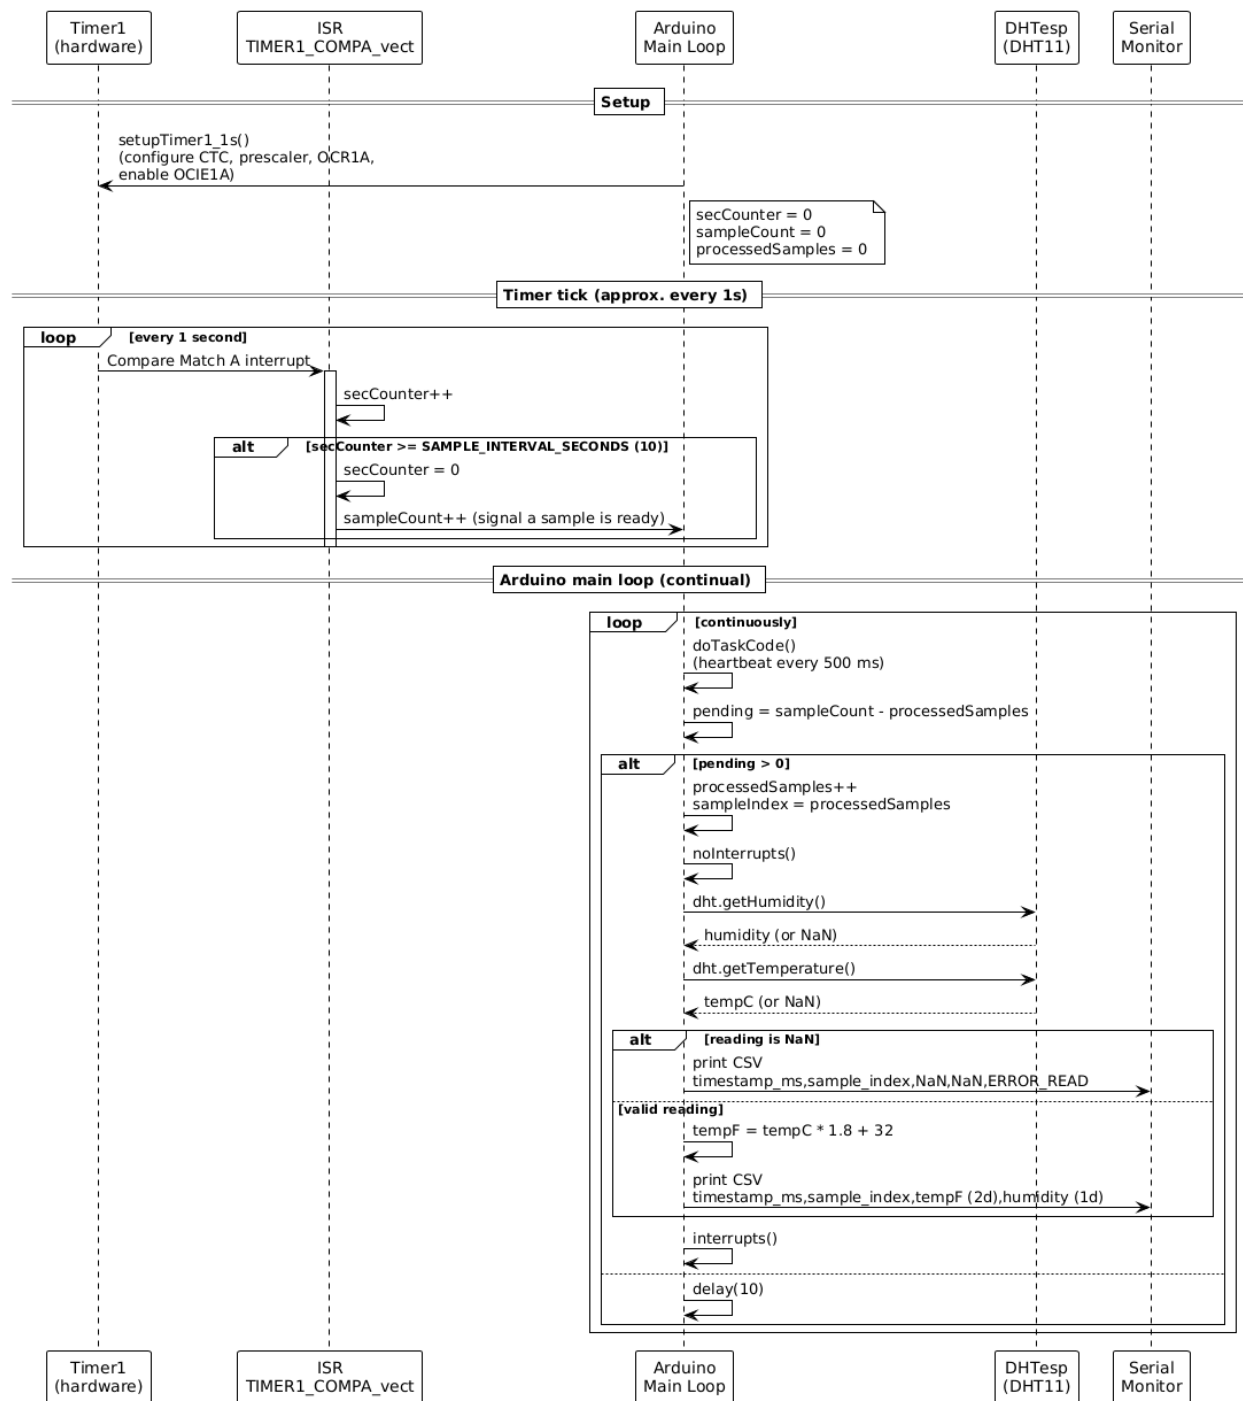 Timer1
(hardware)
ISR
TIMER1_COMPA_vect
Arduino
Main Loop
DHTesp
(DHT11)
Serial
Monitor
Setup
setupTimer1_1s()
(configure CTC, prescaler, OCR1A,
enable OCIE1A)
secCounter = 0
sampleCount = 0
processedSamples = 0
Timer tick (approx. every 1s)
loop [every 1 second]
Compare Match A interrupt
secCounter++
alt [secCounter >= SAMPLE_INTERVAL_SECONDS (10)]
secCounter = 0
sampleCount++ (signal a sample is ready)
Arduino main loop (continual)
loop [continuously]
doTaskCode()
(heartbeat every 500 ms)
pending = sampleCount - processedSamples
alt [pending > 0]
processedSamples++
sampleIndex = processedSamples
noInterrupts()
dht.getHumidity()
humidity (or NaN)
dht.getTemperature()
tempC (or NaN)
alt [reading is NaN]
print CSV
timestamp_ms,sample_index,NaN,NaN,ERROR_READ
[valid reading]
tempF = tempC * 1.8 + 32
print CSV
timestamp_ms,sample_index,tempF (2d),humidity (1d)
interrupts()
delay(10)
Timer1
(hardware)
ISR
TIMER1_COMPA_vect
Arduino
Main Loop
DHTesp
(DHT11)
Serial
Monitor